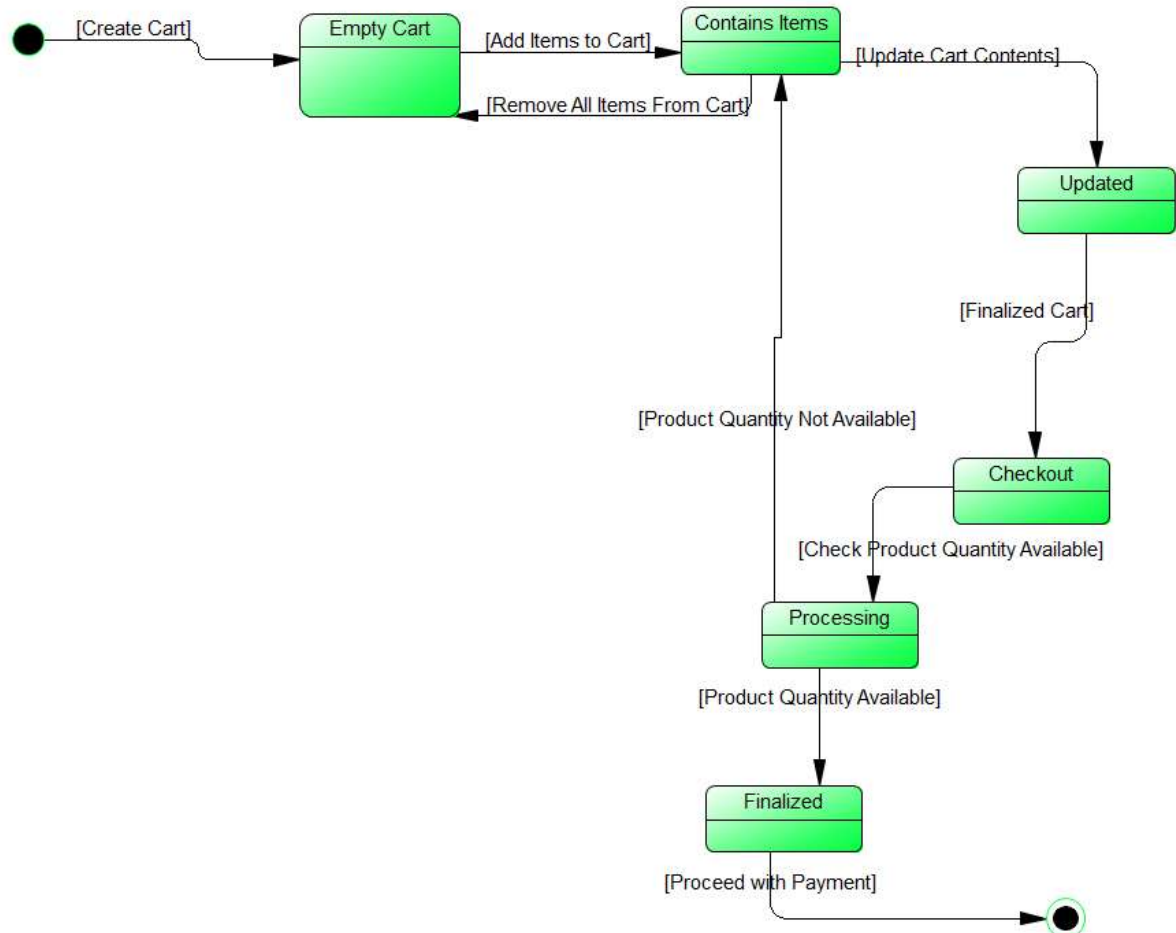 [Create Cart]
Empty Cart
[Add Items to Cart]
Contains Items
[Update Cart Contents]
[Remove All Items From Cart]
Updated
[Finalized Cart]
[Product Quantity Not Available]
Checkout
[Check Product Quantity Available]
Processing
[Product Quantity Available]
Finalized
[Proceed with Payment]